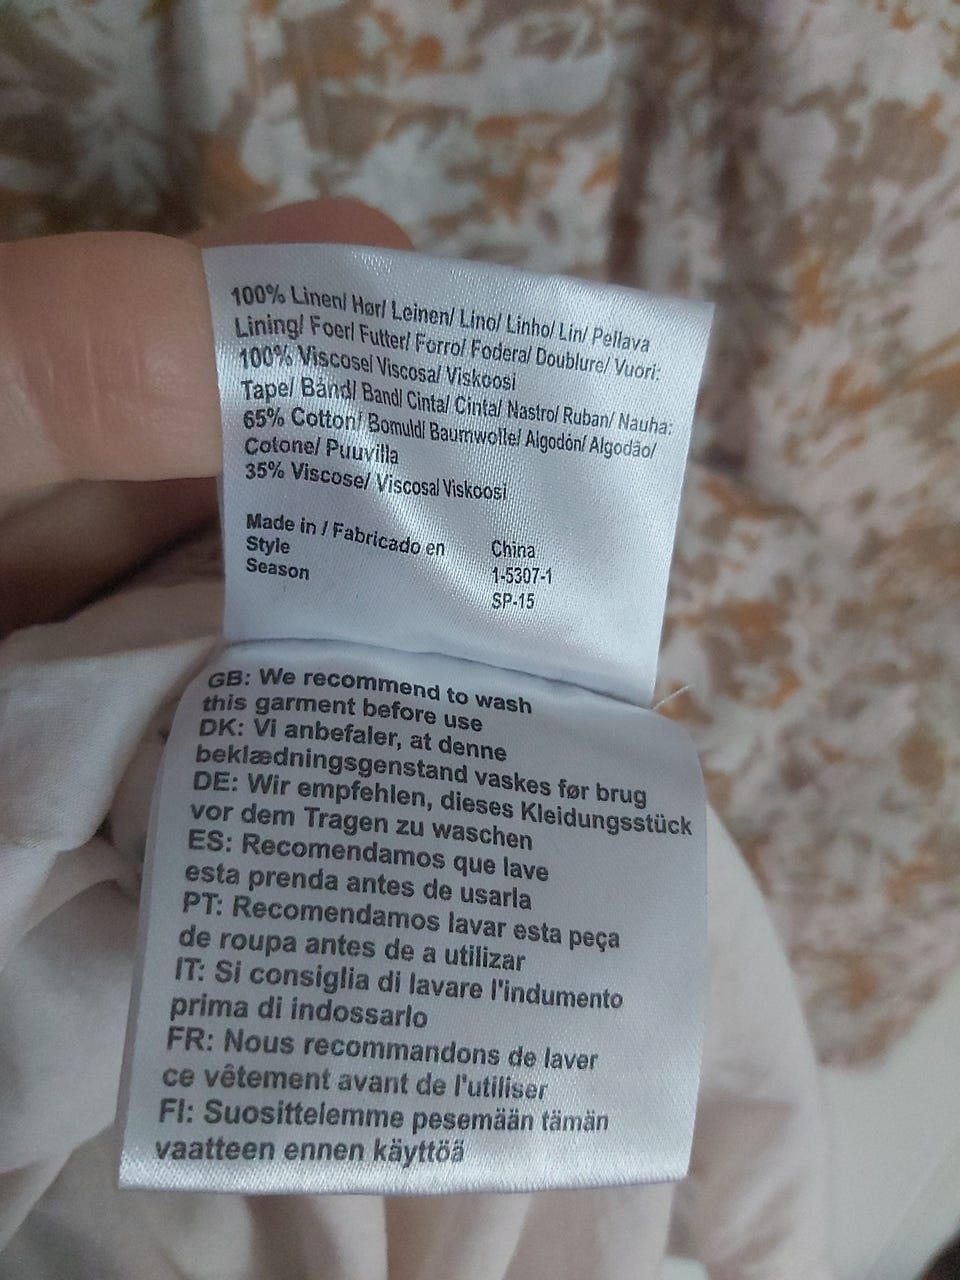 100% Linen/ Hør/ Leinen/ Lino/ Linho/ Lin/ Pellava
Lining/ Foer/ Futter/ Forro/ Fodera/ Doublure/ Vuori:
100% Viscose/ Viscosa/ Viskoosi
Tape/ Bånd/ Band/ Cinta/ Cinta/ Nastro/ Ruban/ Nauha:
65% Cotton/ Bomuld/ Baumwolle/ Algodón/ Algodão/
Cotone/ Puuvilla
35% Viscose/ Viscosa/ Viskoosi
Made in / Fabricado en China
Style 1-5307-1
Season SP-15
GB: We recommend to wash
this garment before use
DK: Vi anbefaler, at denne
beklædningsgenstand vaskes før brug
DE: Wir empfehlen, dieses Kleidungsstück
vor dem Tragen zu waschen
ES: Recomendamos que lave
esta prenda antes de usarla
PT: Recomendamos lavar esta peça
de roupa antes de a utilizar
IT: Si consiglia di lavare l'indumento
prima di indossarlo
FR: Nous recommandons de laver
ce vêtement avant de l'utiliser
FI: Suosittelemme pesemään tämän
vaatteen ennen käyttöä